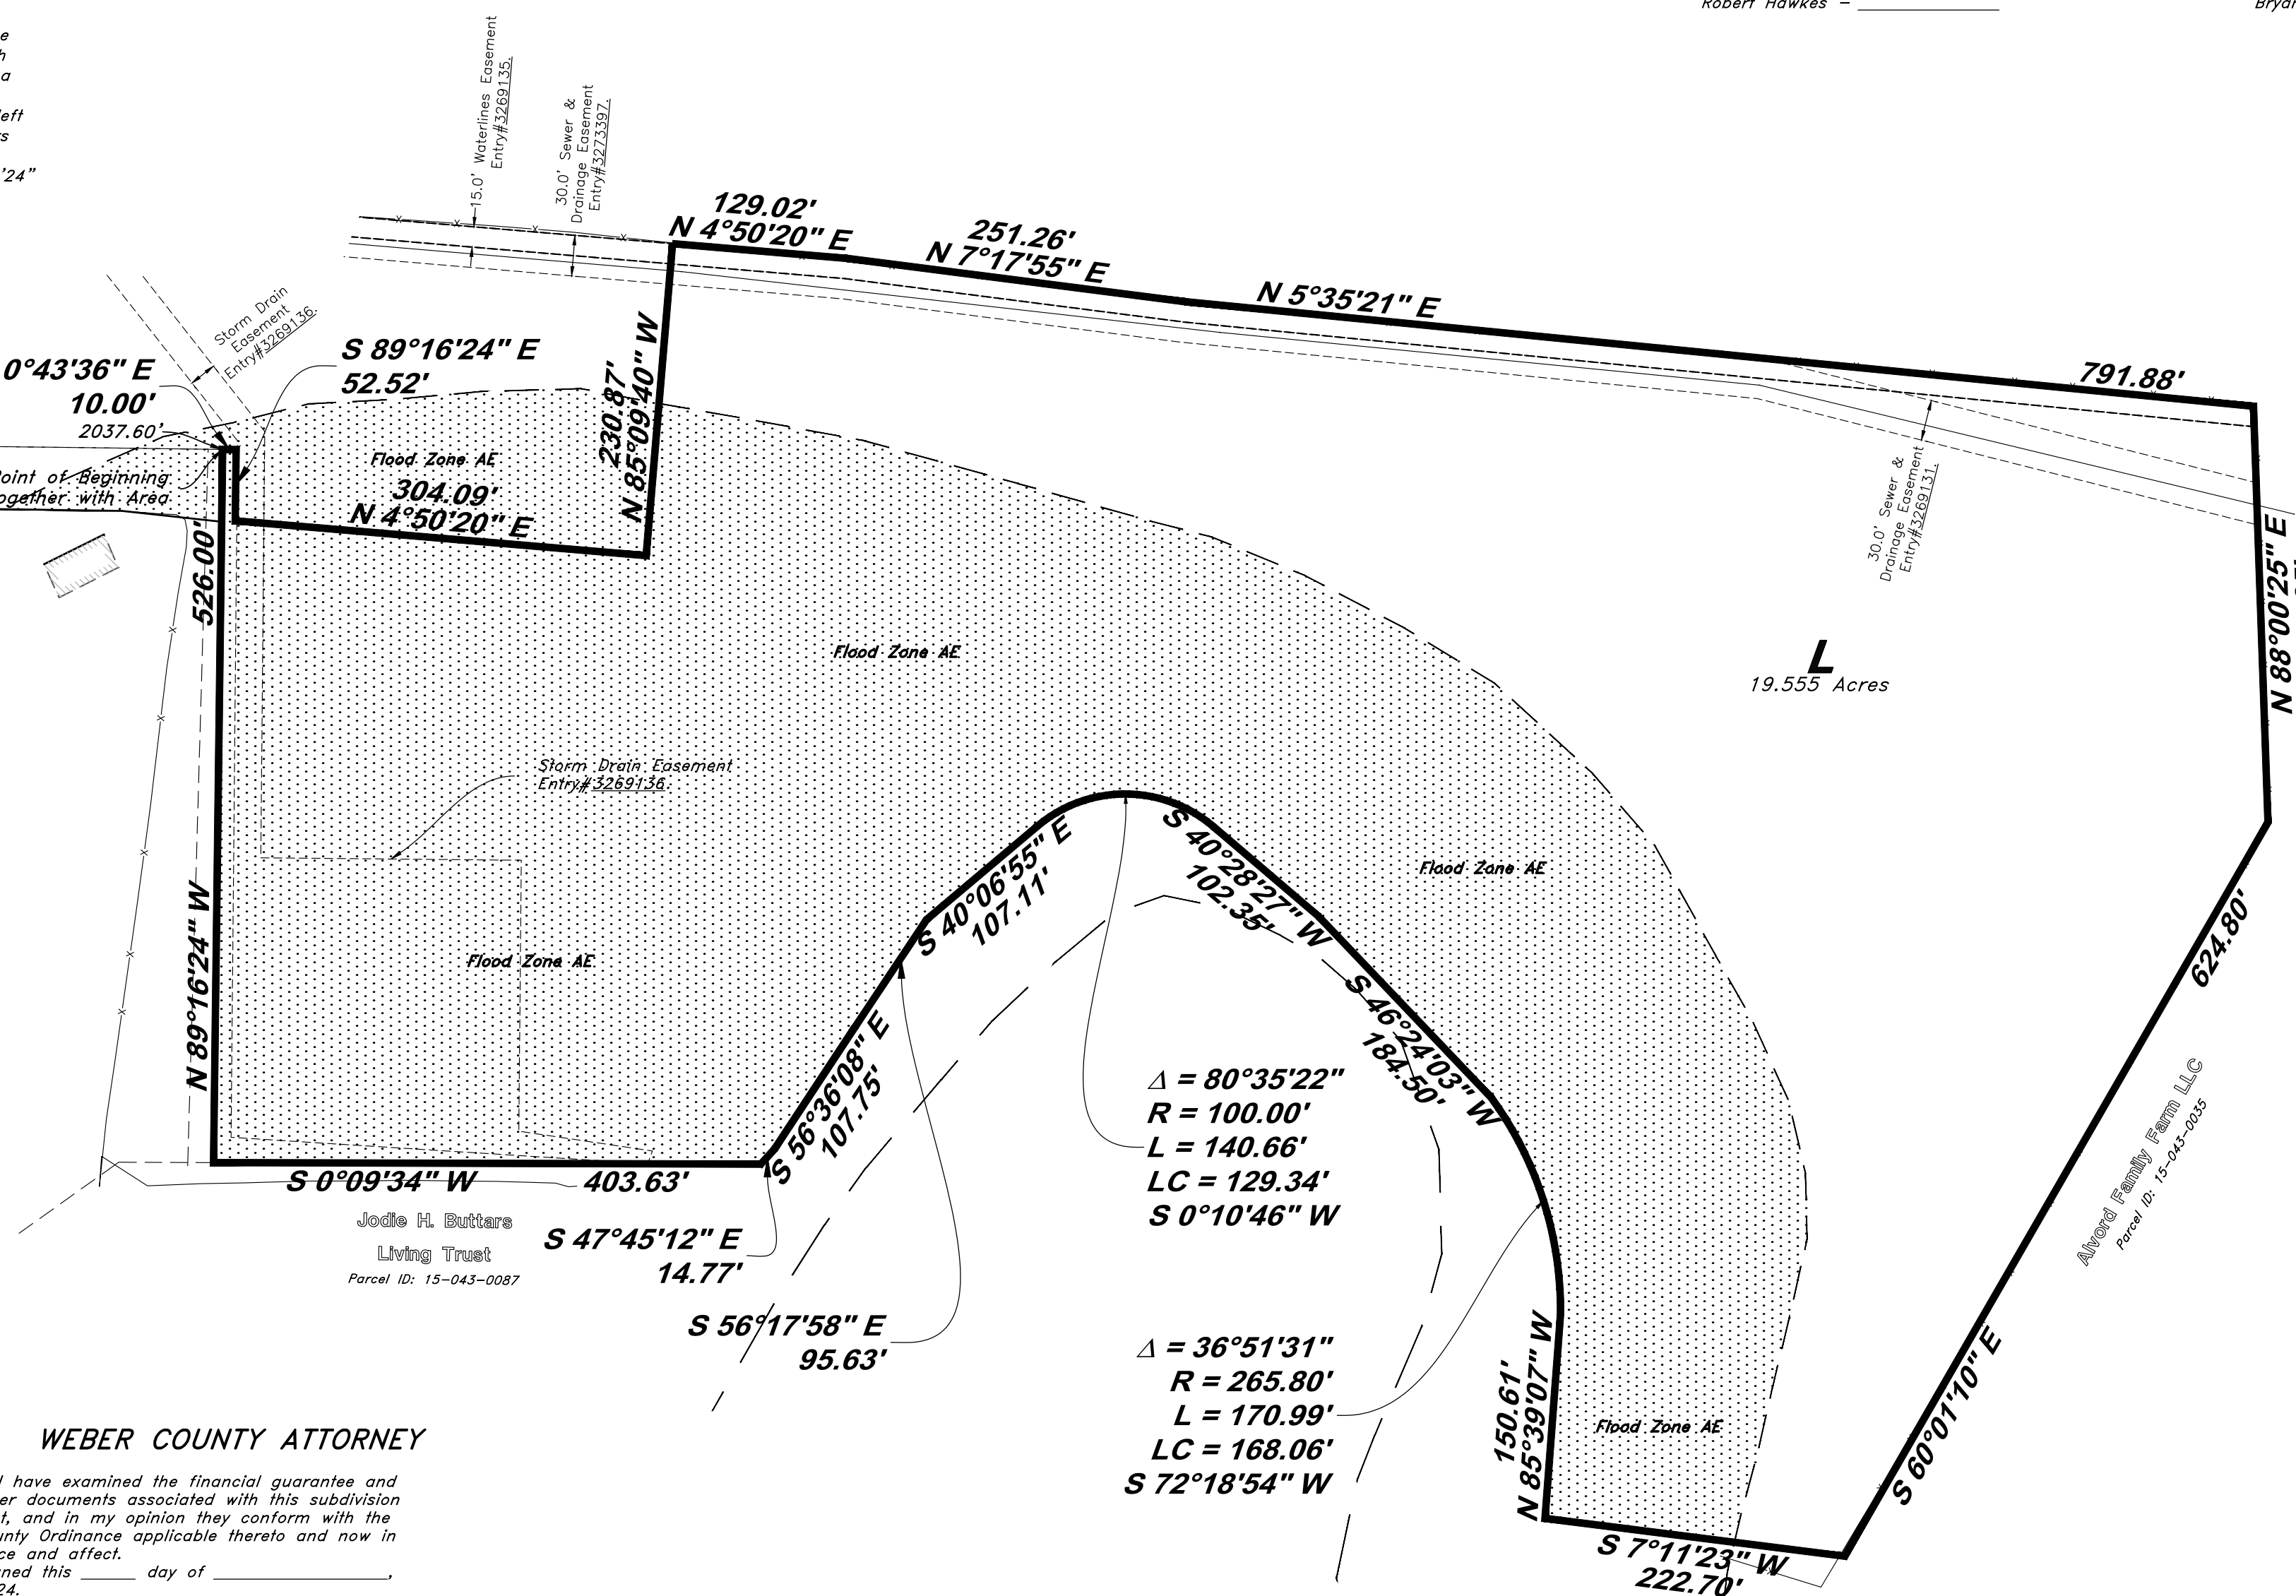 Robert Hawkes –
Bryan
e
h
a
left
rs
'24"
15.0' Waterlines Easement
Entry#3269135.
30.0' Sewer &
Drainage Easement
Entry#3273397.
129.02'
N 4°50'20" E
251.26'
N 7°17'55" E
N 5°35'21" E
791.88'
Storm Drain
Easement
Entry#3269136.
0°43'36" E
10.00'
2037.60'
S 89°16'24" E
52.52'
230.87'
N 85°09'40" W
Point of Beginning
Together with Area
Flood Zone AE
304.09'
N 4°50'20" E
526.00'
N 89°16'24" W
30.0' Sewer &
Drainage Easement
Entry#3269131.
N 88°00'25" E
Flood Zone AE
L
19.555 Acres
Storm Drain Easement
Entry#3269136.
S 40°06'55" E
107.11'
S 40°28'27" W
102.35'
Flood Zone AE
624.80'
Flood Zone AE
S 56°36'08" E
107.75'
S 46°24'03" W
184.50'
Δ = 80°35'22"
R = 100.00'
L = 140.66'
LC = 129.34'
S 0°10'46" W
Alvord Family Farm LLC
Parcel ID: 15-043-0035
S 0°09'34" W
403.63'
Jodie H. Buttars
Living Trust
Parcel ID: 15-043-0087
S 47°45'12" E
14.77'
S 56°17'58" E
95.63'
Δ = 36°51'31"
R = 265.80'
L = 170.99'
LC = 168.06'
S 72°18'54" W
150.61'
N 85°39'07" W
Flood Zone AE
S 60°01'10" E
S 7°11'23" W
222.70'
WEBER COUNTY ATTORNEY
I have examined the financial guarantee and
er documents associated with this subdivision
t, and in my opinion they conform with the
unty Ordinance applicable thereto and now in
ce and affect.
ned this ______ day of __________________,
24.